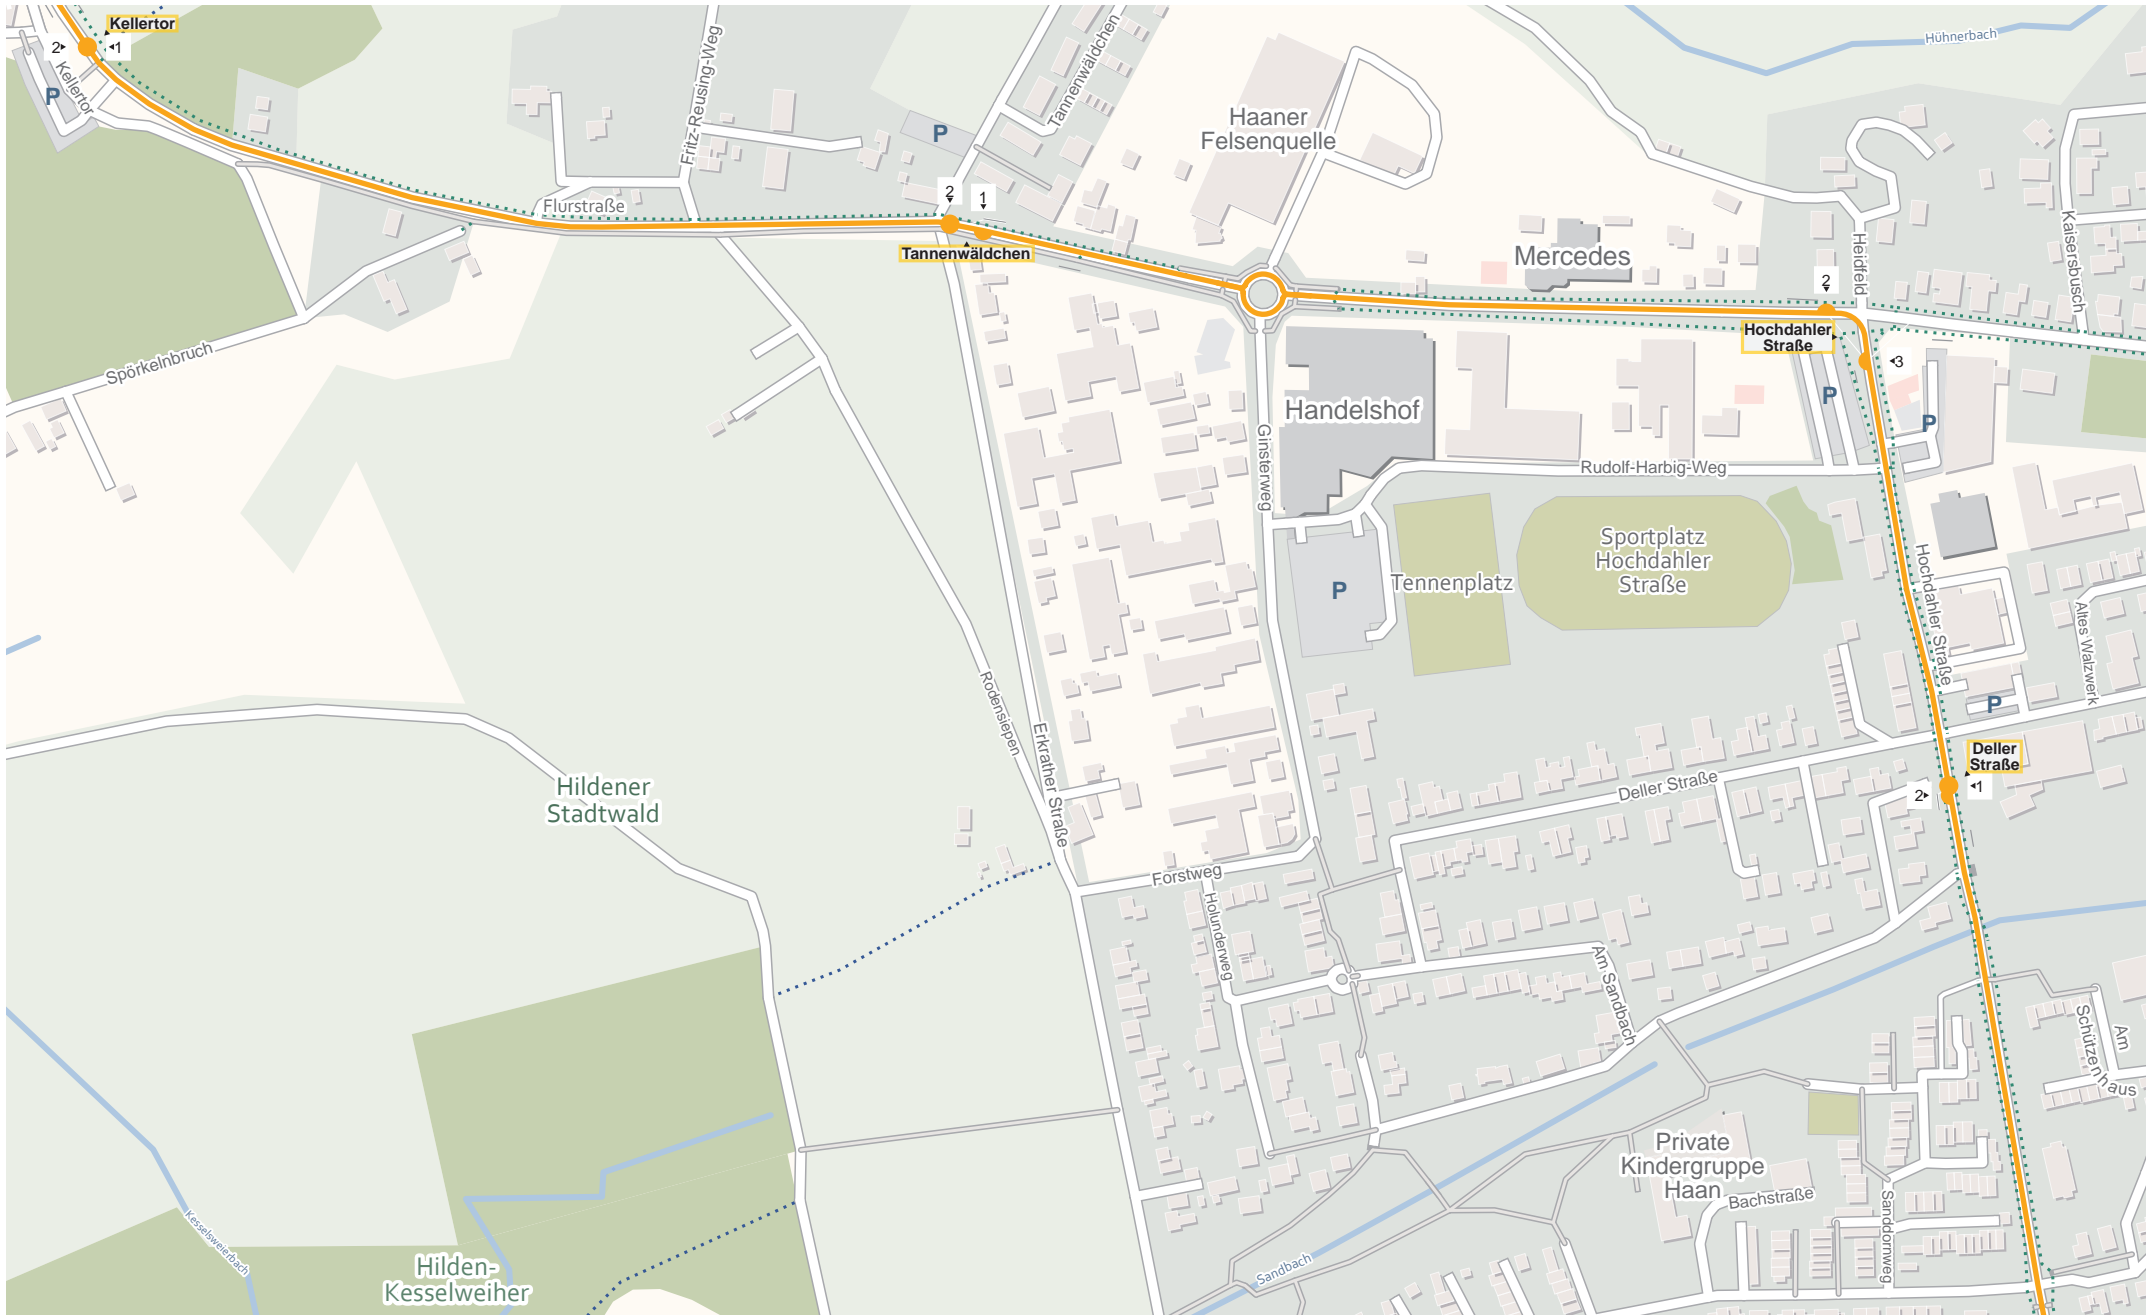 Kellertor
2
1
Kellertor
P
Fritz-Reusing-Weg
Tannenwäldchen
P
Haaner
Felsenquelle
Hühnerbach
Flurstraße
2
1
Tannenwäldchen
Mercedes
Heidfeld
Kaisersbusch
2
Hochdahler
Straße
3
Spörkelnbruch
Handelshof
P
P
Ginsterweg
Rudolf-Harbig-Weg
Sportplatz
Hochdahler
Straße
Tennenplatz
P
Hochdahler Straße
Altes Walzwerk
P
Rodensiepen
Erkrather Straße
Deller
Straße
2
1
Deller Straße
Hildener
Stadtwald
Forstweg
Holunderweg
Am Sandbach
Am
Schützenhaus
Private
Kindergruppe
Haan
Bachstraße
Sanddornweg
Kesselsweierbach
Hilden-
Kesselweiher
Sandbach